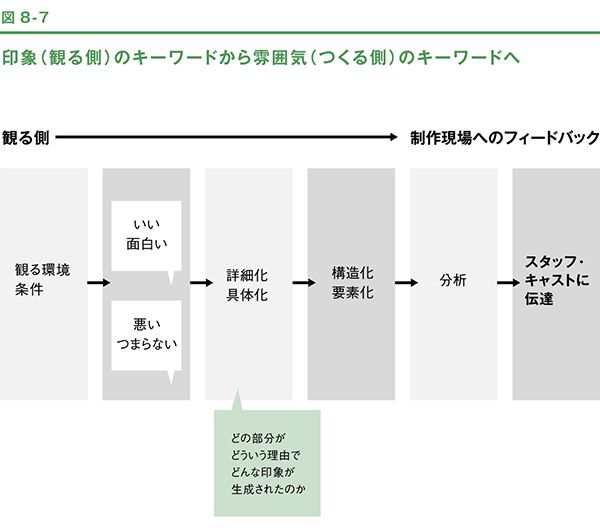 図 8-7
印象（観る側）のキーワードから雰囲気（つくる側）のキーワードへ
観る側
制作現場へのフィードバック
観る環境
条件
いい
面白い
悪い
つまらない
詳細化
具体化
構造化
要素化
分析
スタッフ・
キャストに
伝達
どの部分が
どういう理由で
どんな印象が
生成されたのか